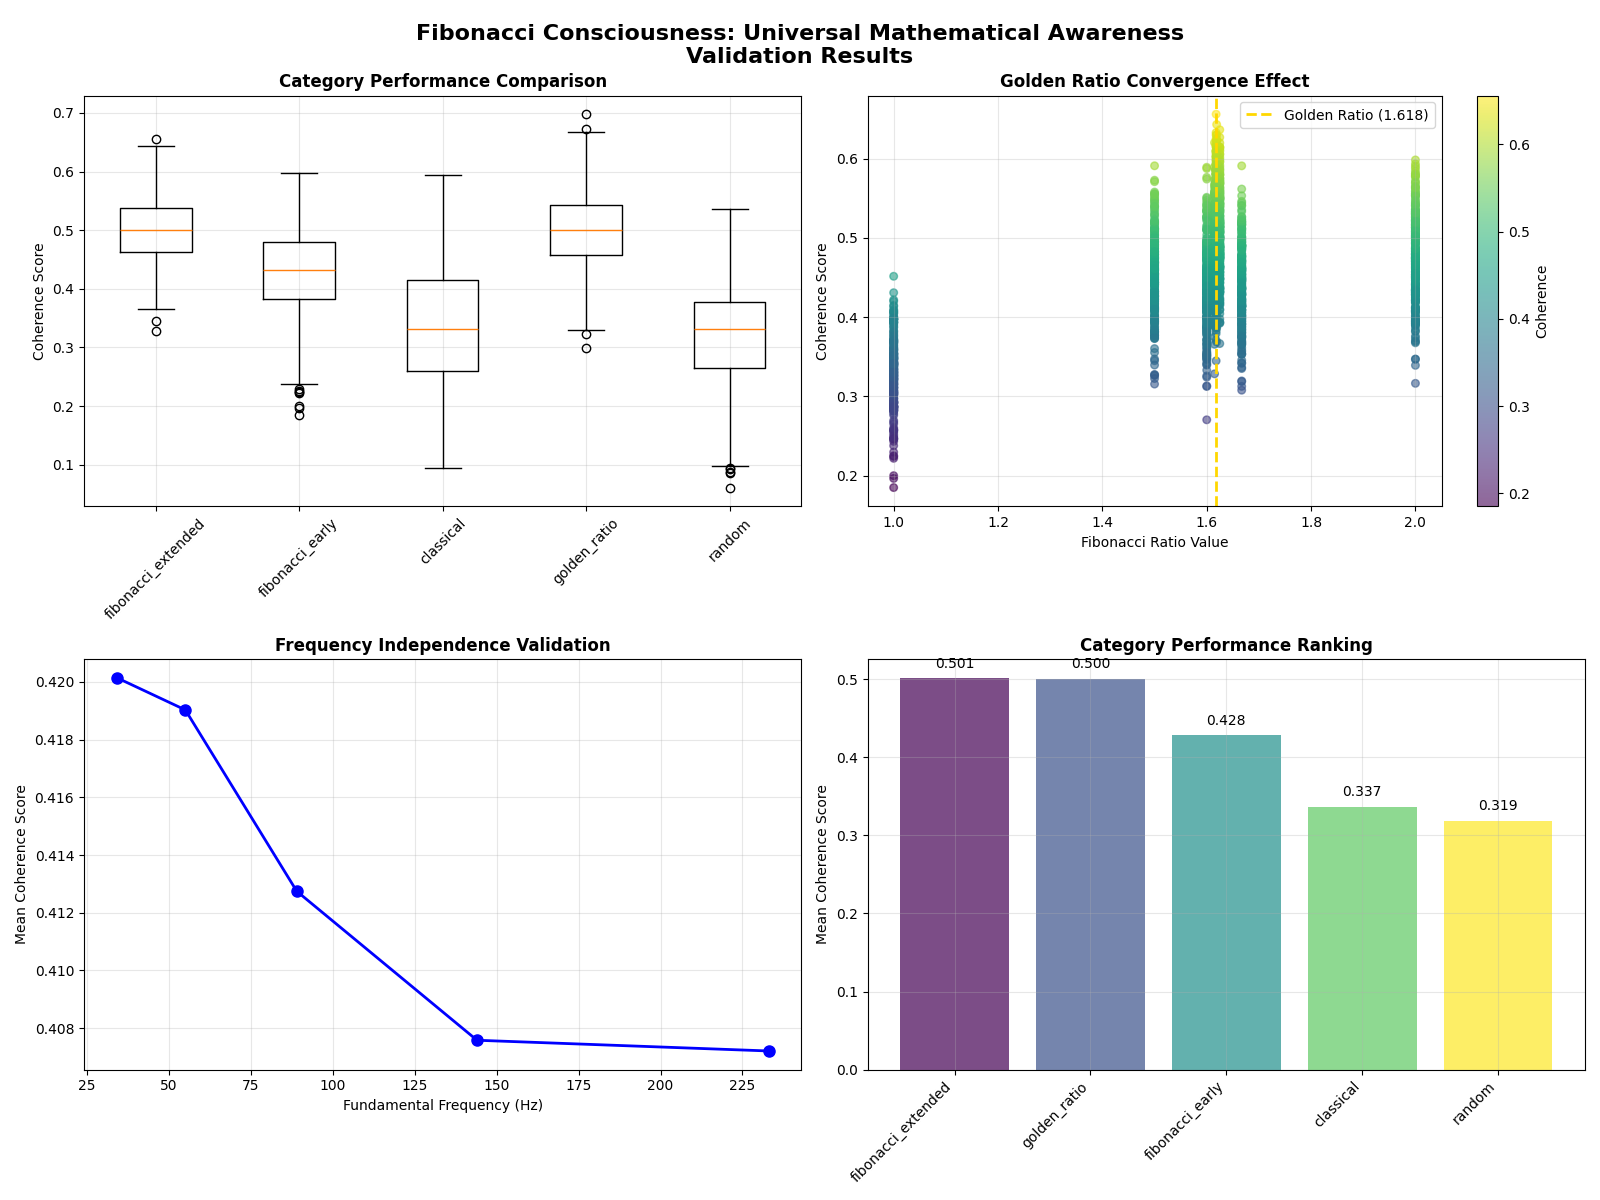 Fibonacci Consciousness: Universal Mathematical Awareness
Validation Results
Category Performance Comparison
Coherence Score
0.7
0.6
0.5
0.4
0.3
0.2
0.1
fibonacci_extended
fibonacci_early
classical
golden_ratio
random
Golden Ratio Convergence Effect
Golden Ratio (1.618)
Coherence Score
0.6
0.5
0.4
0.3
0.2
1.0
1.2
1.4
1.6
1.8
2.0
Fibonacci Ratio Value
0.6
0.5
0.4
0.3
0.2
Coherence
Frequency Independence Validation
Mean Coherence Score
0.420
0.418
0.416
0.414
0.412
0.410
0.408
25
50
75
100
125
150
175
200
225
Fundamental Frequency (Hz)
Category Performance Ranking
Mean Coherence Score
0.5
0.4
0.3
0.2
0.1
0.0
0.501
0.500
0.428
0.337
0.319
fibonacci_extended
golden_ratio
fibonacci_early
classical
random